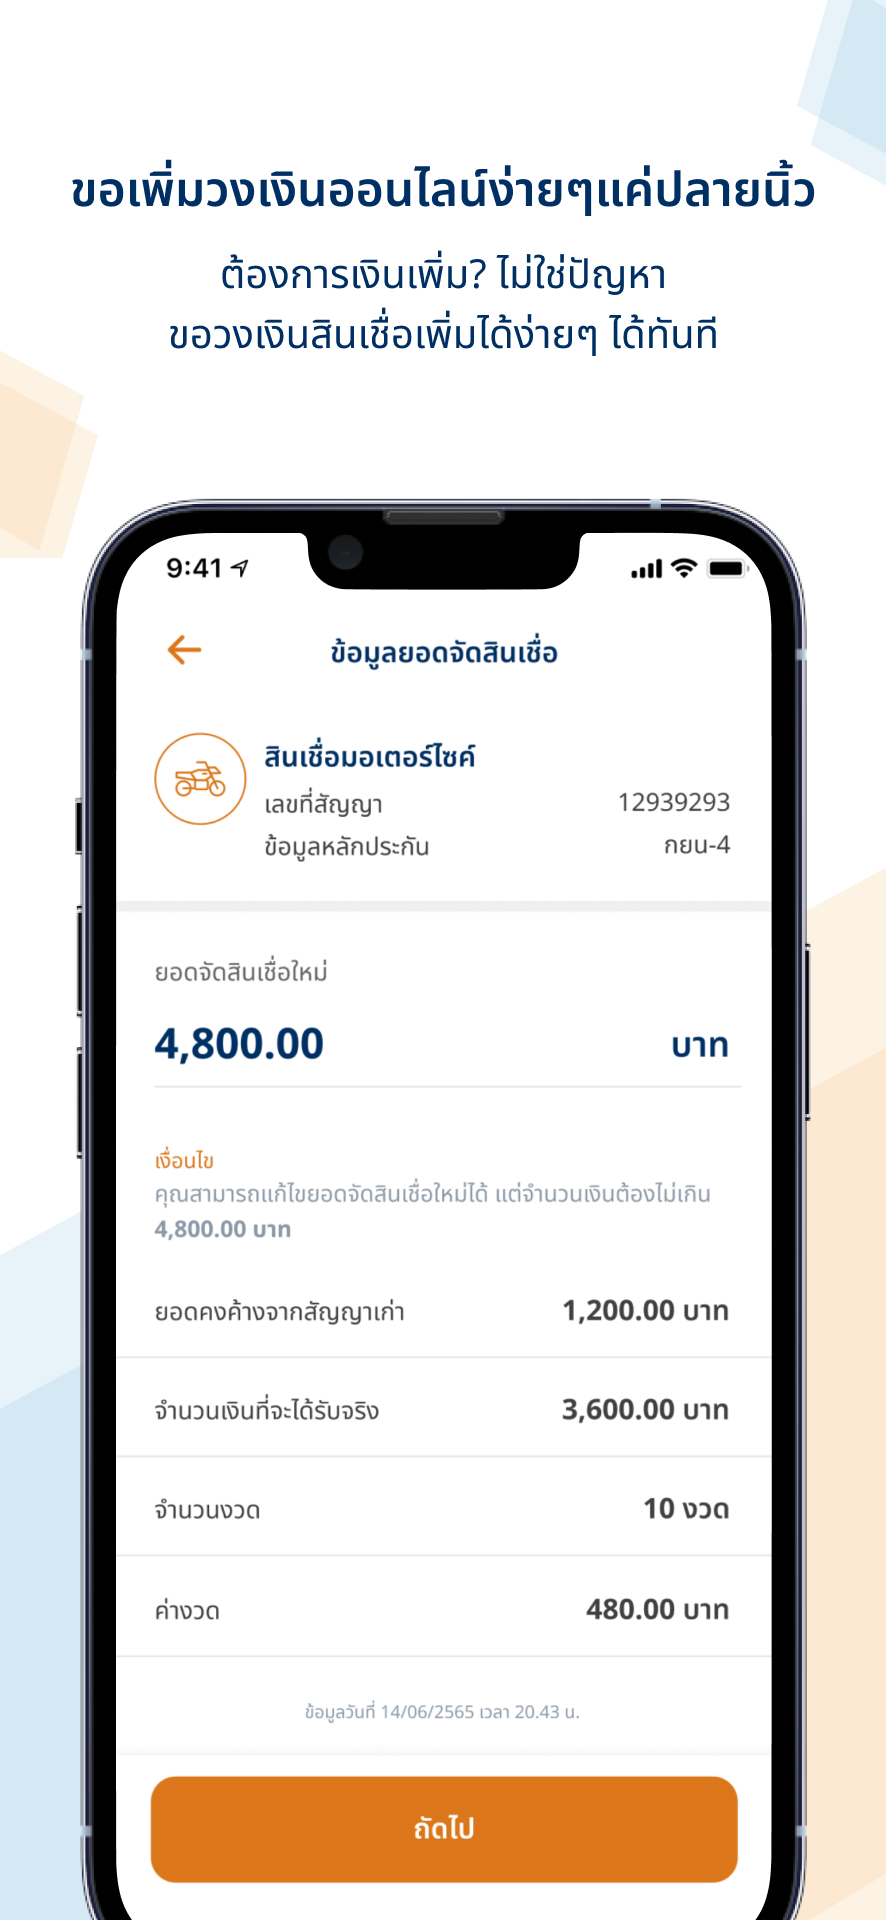 ขอเพิ่มวงเงินออนไลน์ง่ายๆแค่ปลายนิ้ว
ต้องการเงินเพิ่ม? ไม่ใช่ปัญหา
ขอวงเงินสินเชื่อเพิ่มได้ง่ายๆ ได้ทันที
9:41
ข้อมูลยอดจัดสินเชื่อ
สินเชื่อมอเตอร์ไซค์
เลขที่สัญญา 12939293
ข้อมูลหลักประกัน กยน-4
ยอดจัดสินเชื่อใหม่
4,800.00 บาท
เงื่อนไข
คุณสามารถแก้ไขยอดจัดสินเชื่อใหม่ได้ แต่จำนวนเงินต้องไม่เกิน
4,800.00 บาท
ยอดคงค้างจากสัญญาเก่า 1,200.00 บาท
จำนวนเงินที่จะได้รับจริง 3,600.00 บาท
จำนวนงวด 10 งวด
ค่างวด 480.00 บาท
ข้อมูลวันที่ 14/06/2565 เวลา 20.43 น.
ถัดไป